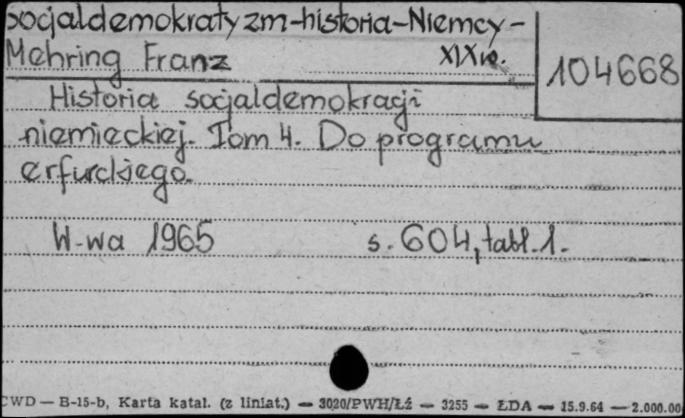 socjaldemokratyzm-historia-Niemcy-
Mehring Franz XIXw.
104668
Historia socjaldemokracji
niemieckiej. Tom 4. Do programu
erfurckiego.
W-wa 1965 s. 604, tabl. 1.
CWD — B-15-b, Karta katal. (z liniat.) — 3020/PWH/Łź — 3255 — ŁDA — 15.9.64 — 2.000.00